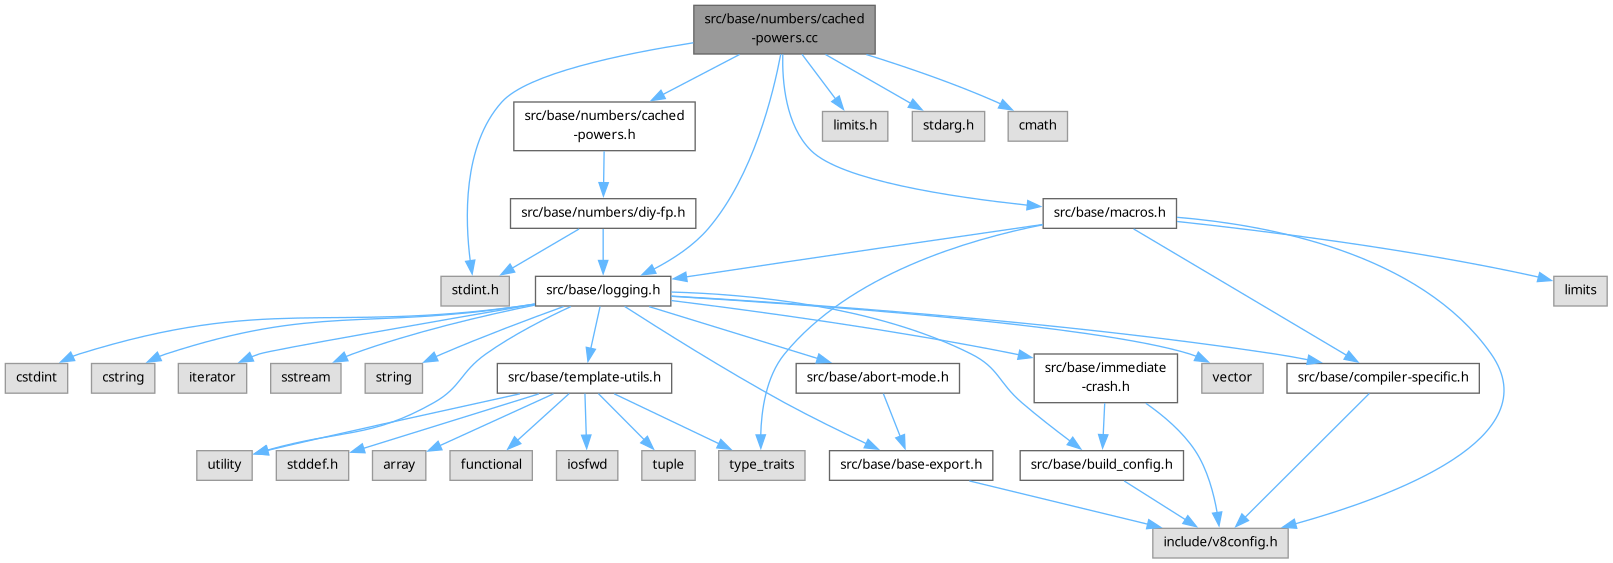 src/base/numbers/cached
-powers.cc
src/base/numbers/cached
-powers.h
limits.h
stdarg.h
cmath
src/base/numbers/diy-fp.h
src/base/macros.h
stdint.h
src/base/logging.h
limits
cstdint
cstring
iterator
sstream
string
src/base/template-utils.h
src/base/abort-mode.h
src/base/immediate
-crash.h
vector
src/base/compiler-specific.h
utility
stddef.h
array
functional
iosfwd
tuple
type_traits
src/base/base-export.h
src/base/build_config.h
include/v8config.h